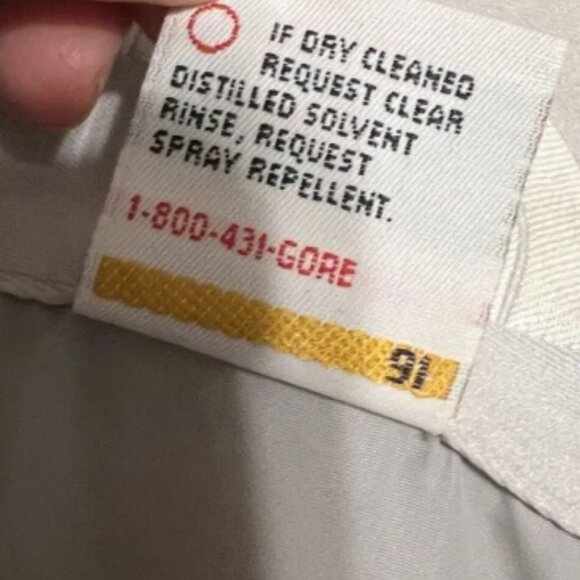 IF DRY CLEANED
REQUEST CLEAR
DISTILLED SOLVENT
RINSE, REQUEST
SPRAY REPELLENT.
1-800-431-GORE